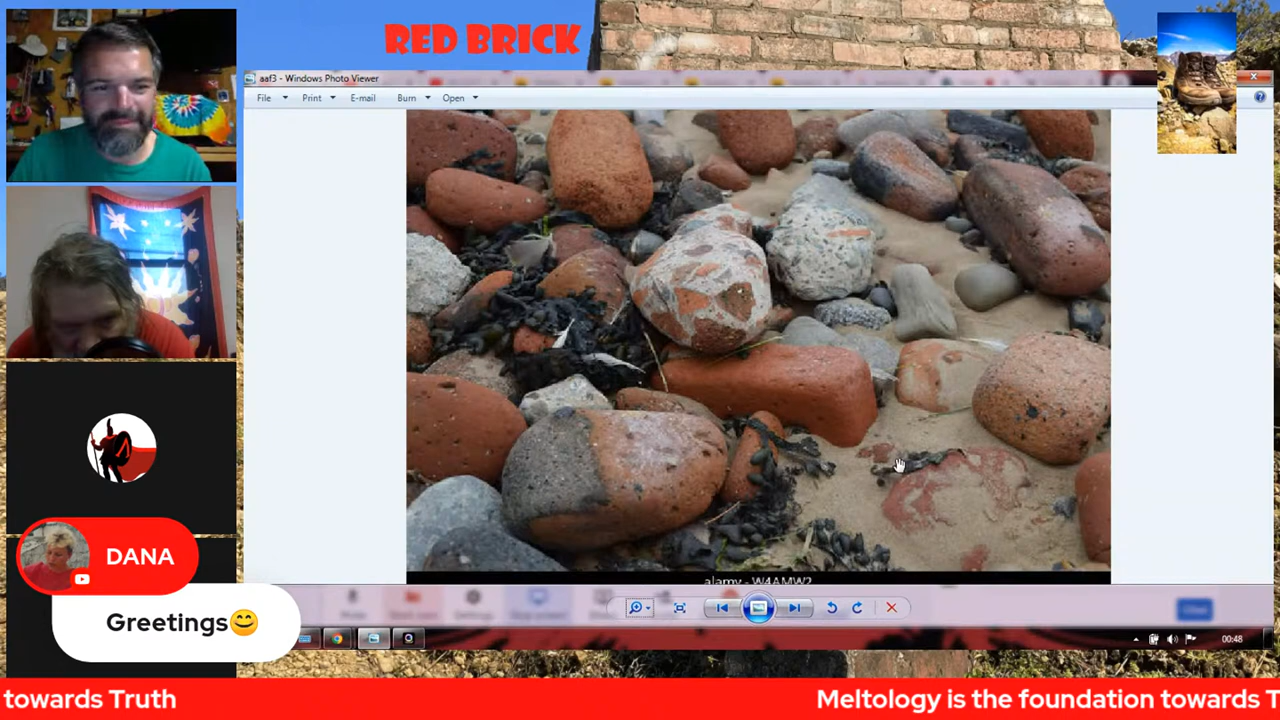 RED BRICK
aaf3 - Windows Photo Viewer
File Print E-mail Burn Open
alamy - W4AMW2
DANA
Greetings😊
00:48
towards Truth
Meltology is the foundation towards T